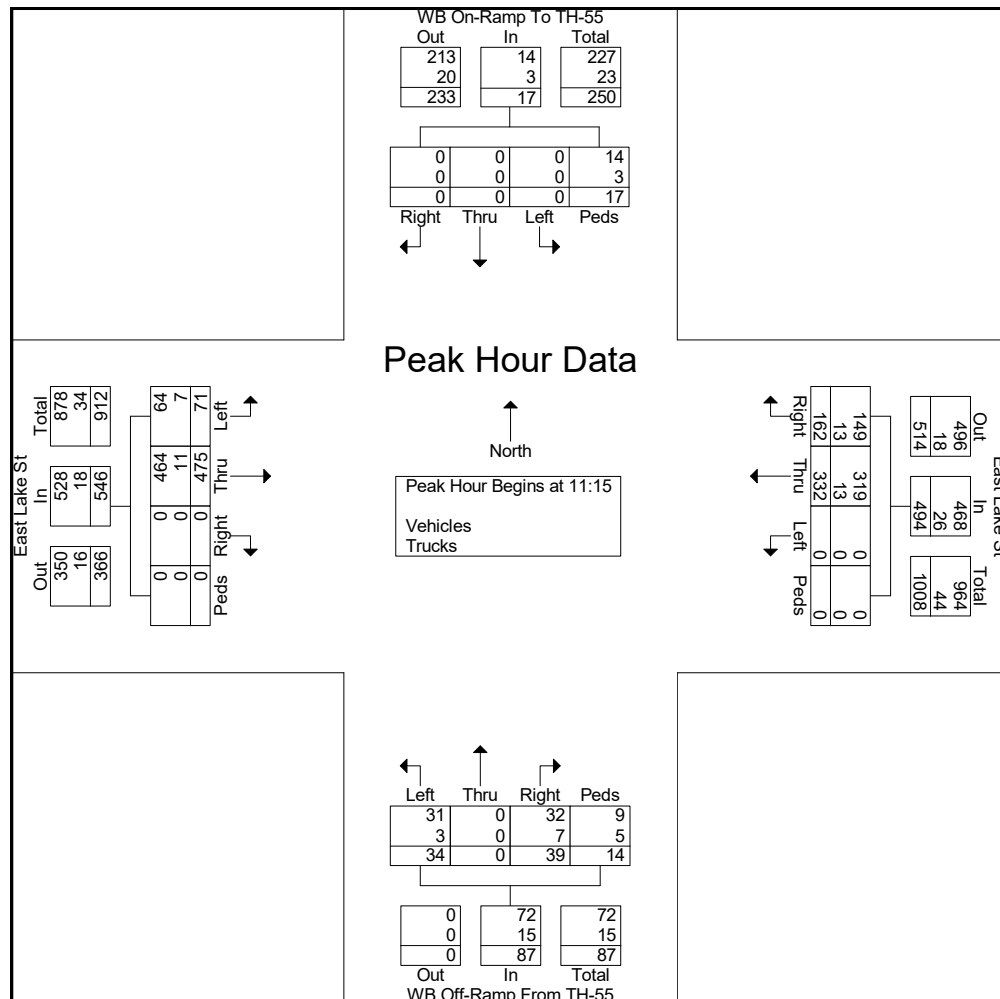 WB On-Ramp To TH-55
Out In Total
213 14 227
20 3 23
233 17 250
0 0 0 14
0 0 0 3
0 0 0 17
Right Thru Left Peds
Peak Hour Data
North
Peak Hour Begins at 11:15
Vehicles
Trucks
East Lake St
Out In Total
350 528 878
16 18 34
366 546 912
64 464 0 0
7 11 0 0
71 475 0 0
Left Thru Right Peds
East Lake St
Out In Total
496 468 964
18 26 44
514 494 1008
149 319 0 0
13 13 0 0
162 332 0 0
Right Thru Left Peds
Left Thru Right Peds
31 0 32 9
3 0 7 5
34 0 39 14
0 72 72
0 15 15
0 87 87
Out In Total
WB Off-Ramp From TH-55